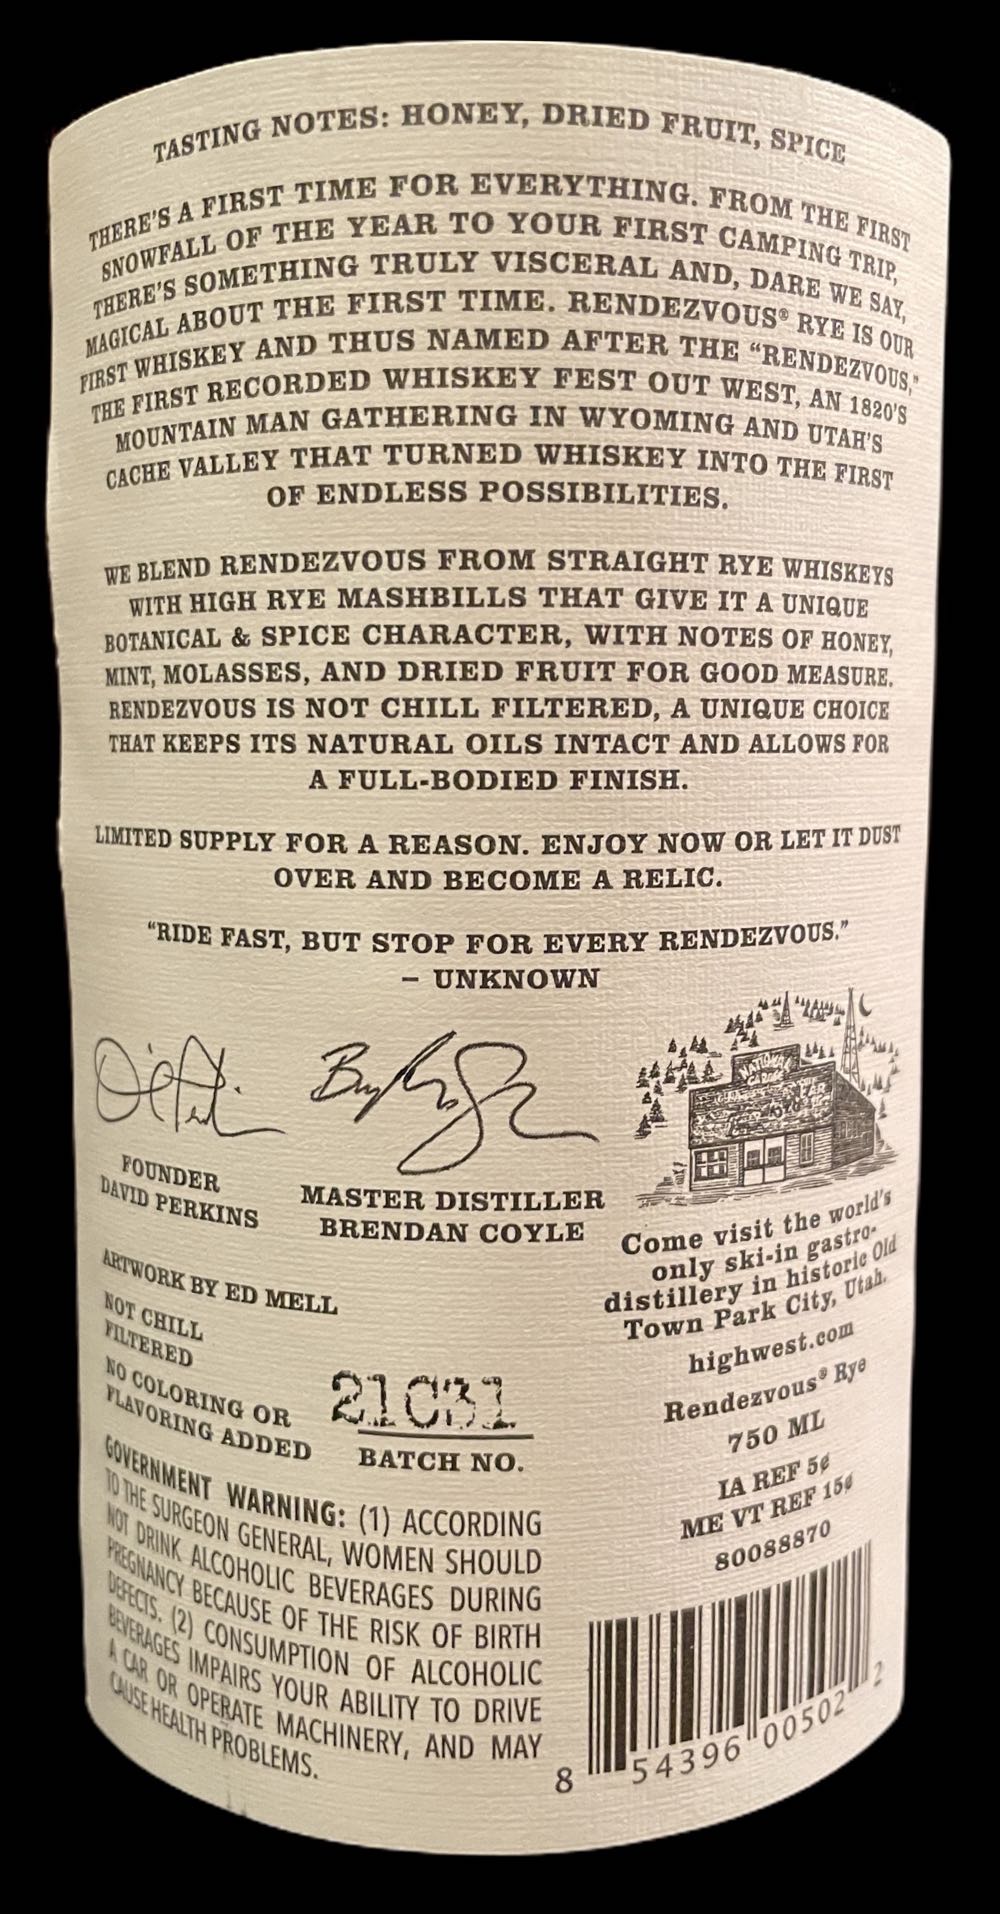 TASTING NOTES: HONEY, DRIED FRUIT, SPICE
THERE'S A FIRST TIME FOR EVERYTHING. FROM THE FIRST
SNOWFALL OF THE YEAR TO YOUR FIRST CAMPING TRIP,
THERE'S SOMETHING TRULY VISCERAL AND, DARE WE SAY,
MAGICAL ABOUT THE FIRST TIME. RENDEZVOUS® RYE IS OUR
FIRST WHISKEY AND THUS NAMED AFTER THE “RENDEZVOUS,”
THE FIRST RECORDED WHISKEY FEST OUT WEST, AN 1820'S
MOUNTAIN MAN GATHERING IN WYOMING AND UTAH'S
CACHE VALLEY THAT TURNED WHISKEY INTO THE FIRST
OF ENDLESS POSSIBILITIES.
WE BLEND RENDEZVOUS FROM STRAIGHT RYE WHISKEYS
WITH HIGH RYE MASHBILLS THAT GIVE IT A UNIQUE
BOTANICAL & SPICE CHARACTER, WITH NOTES OF HONEY,
MINT, MOLASSES, AND DRIED FRUIT FOR GOOD MEASURE.
RENDEZVOUS IS NOT CHILL FILTERED, A UNIQUE CHOICE
THAT KEEPS ITS NATURAL OILS INTACT AND ALLOWS FOR
A FULL-BODIED FINISH.
LIMITED SUPPLY FOR A REASON. ENJOY NOW OR LET IT DUST
OVER AND BECOME A RELIC.
“RIDE FAST, BUT STOP FOR EVERY RENDEZVOUS.”
– UNKNOWN
FOUNDER
DAVID PERKINS
MASTER DISTILLER
BRENDAN COYLE
ARTWORK BY ED MELL
NOT CHILL
FILTERED
NO COLORING OR
FLAVORING ADDED
21C31
BATCH NO.
GOVERNMENT WARNING: (1) ACCORDING
TO THE SURGEON GENERAL, WOMEN SHOULD
NOT DRINK ALCOHOLIC BEVERAGES DURING
PREGNANCY BECAUSE OF THE RISK OF BIRTH
DEFECTS. (2) CONSUMPTION OF ALCOHOLIC
BEVERAGES IMPAIRS YOUR ABILITY TO DRIVE
A CAR OR OPERATE MACHINERY, AND MAY
CAUSE HEALTH PROBLEMS.
NATIONAL
Come visit the world's
only ski-in gastro-
distillery in historic Old
Town Park City, Utah.
highwest.com
Rendezvous® Rye
750 ML
IA REF 5¢
ME VT REF 15¢
80088870
8 54396 00502 2